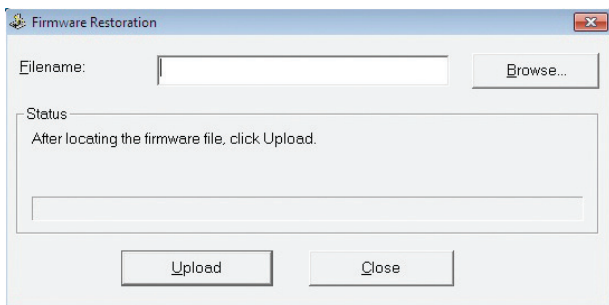 Firmware Restoration
Filename:
Browse...
Status
After locating the firmware file, click Upload.
Upload
Close